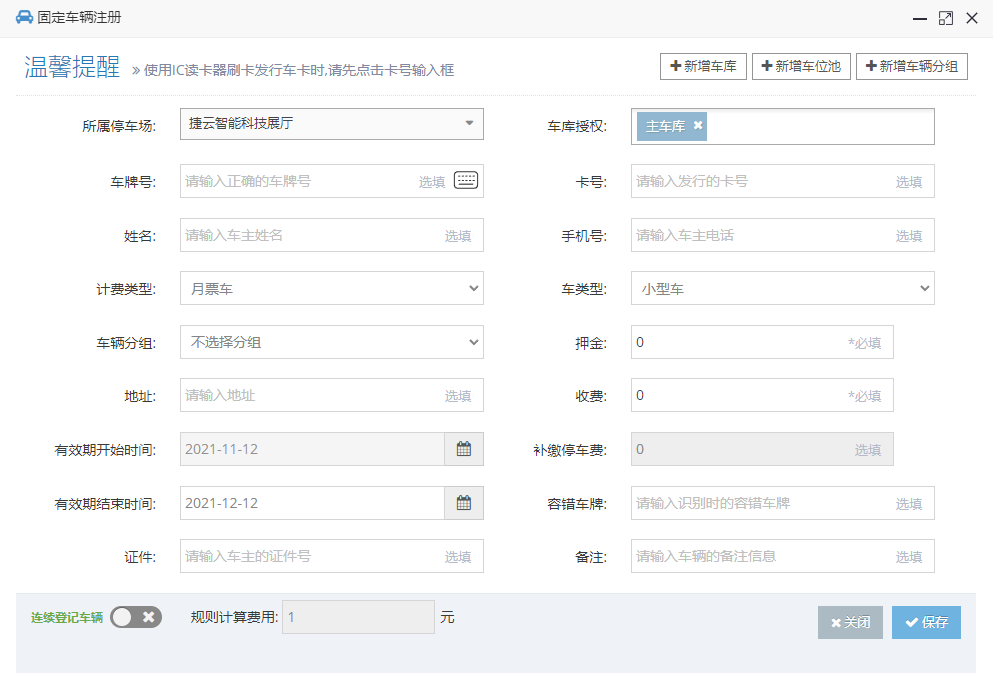 固定车辆注册
温馨提醒 » 使用IC读卡器刷卡发行车卡时,请先点击卡号输入框 新增车库 新增车位池 新增车辆分组
所属停车场: 捷云智能科技展厅 车库授权: 主车库
车牌号: 请输入正确的车牌号 选填 卡号: 请输入发行的卡号 选填
姓名: 请输入车主姓名 选填 手机号: 请输入车主电话 选填
计费类型: 月票车 车类型: 小型车
车辆分组: 不选择分组 押金: 0 *必填
地址: 请输入地址 选填 收费: 0 *必填
有效期开始时间: 2021-11-12 补缴停车费: 0 选填
有效期结束时间: 2021-12-12 容错车牌: 请输入识别时的容错车牌 选填
证件: 请输入车主的证件号 选填 备注: 请输入车辆的备注信息 选填
连续登记车辆 规则计算费用: 1 元 关闭 保存